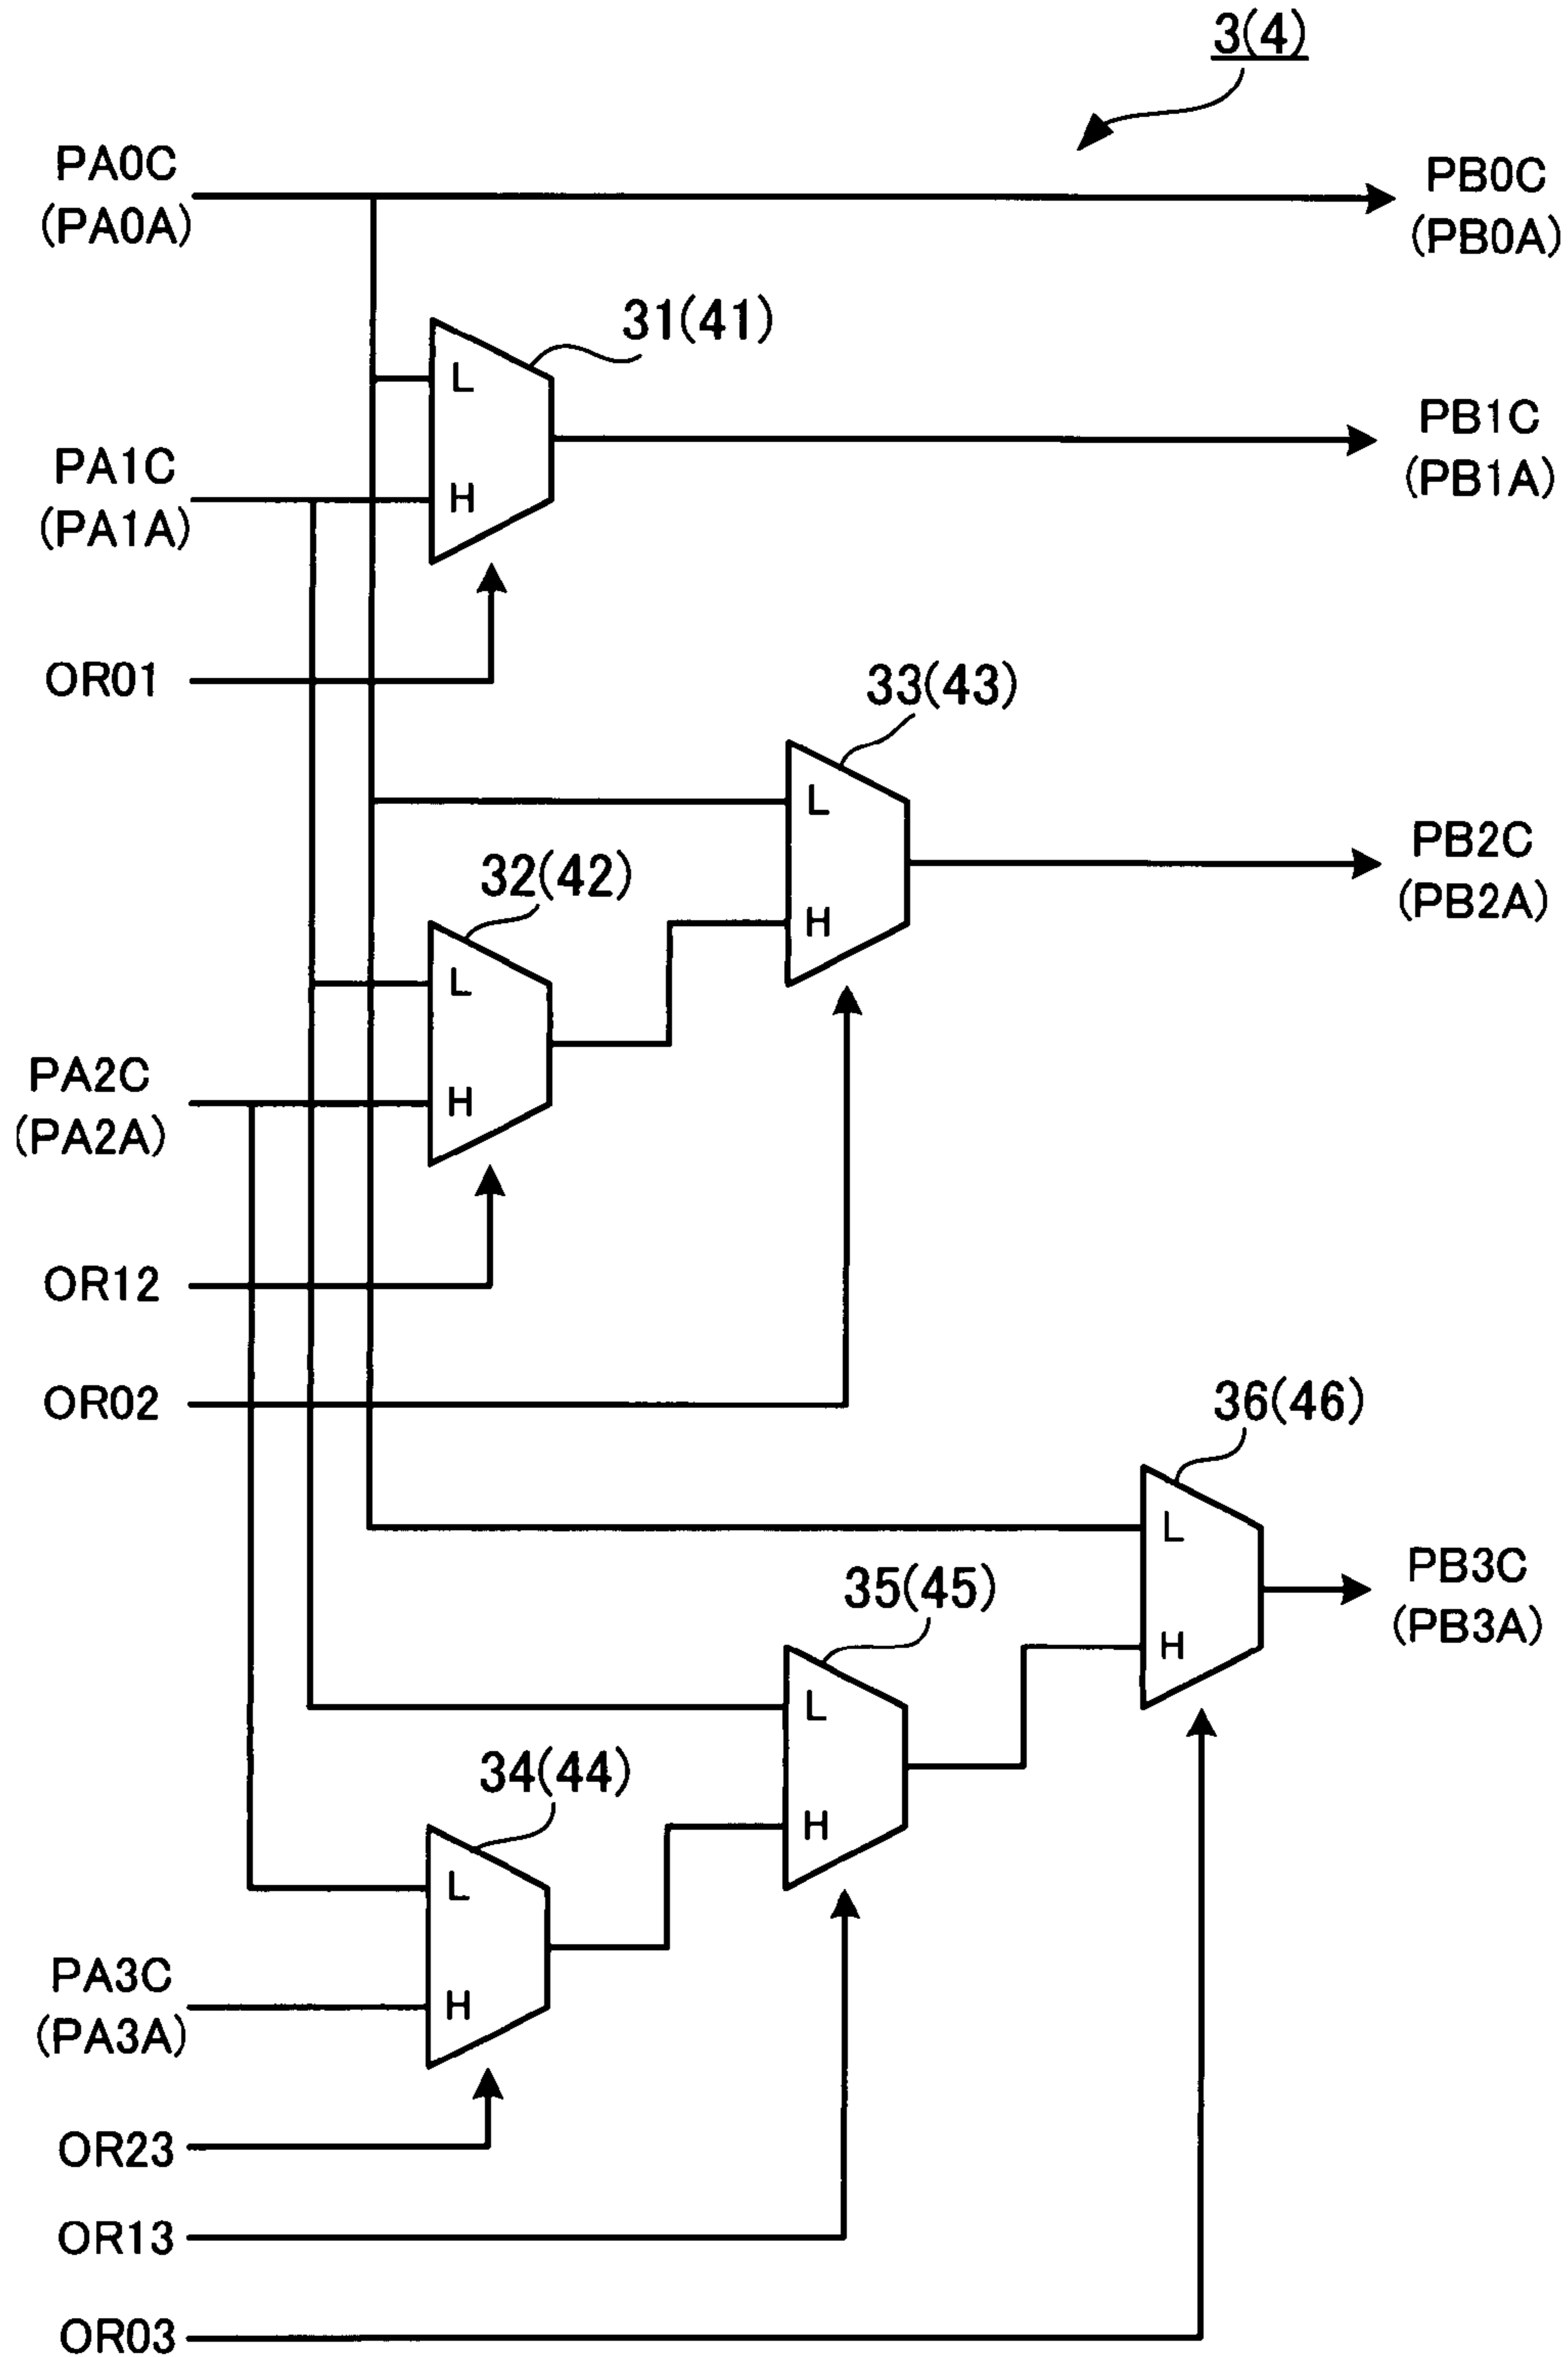 3(4)
PA0C
(PA0A)
PB0C
(PB0A)
31(41)
L
PA1C
(PA1A)
H
PB1C
(PB1A)
OR01
33(43)
L
32(42)
H
PB2C
(PB2A)
L
PA2C
(PA2A)
H
OR12
OR02
36(46)
L
35(45)
PB3C
(PB3A)
H
L
34(44)
H
L
PA3C
(PA3A)
H
OR23
OR13
OR03